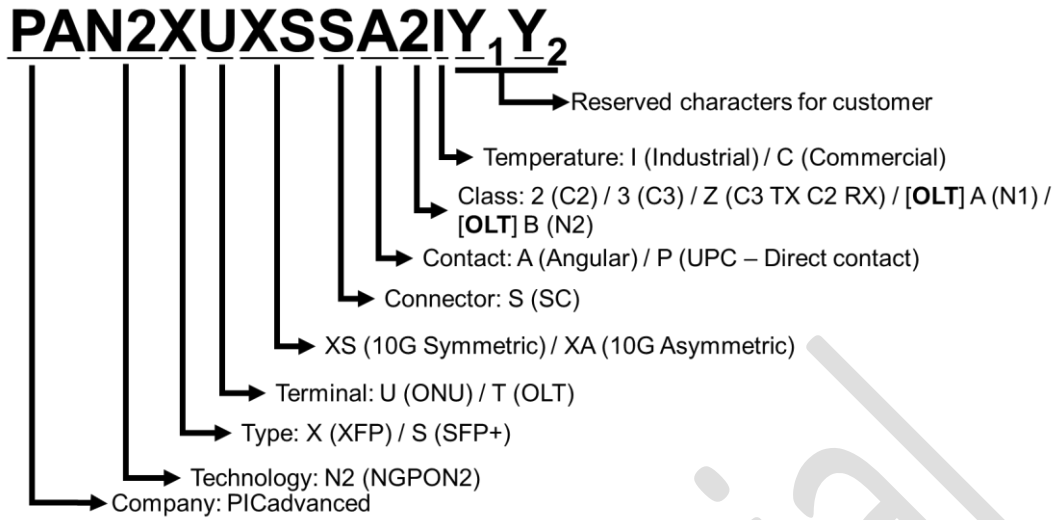 PAN2XUXSSA2IY₁Y₂
Reserved characters for customer
Temperature: I (Industrial) / C (Commercial)
Class: 2 (C2) / 3 (C3) / Z (C3 TX C2 RX) / [OLT] A (N1) /
[OLT] B (N2)
Contact: A (Angular) / P (UPC – Direct contact)
Connector: S (SC)
XS (10G Symmetric) / XA (10G Asymmetric)
Terminal: U (ONU) / T (OLT)
Type: X (XFP) / S (SFP+)
Technology: N2 (NGPON2)
Company: PICadvanced